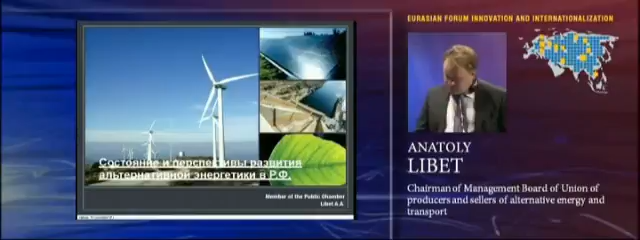 Состояние и перспективы развития
альтернативной энергетики в Р.Ф.
Member of the Public Chamber
Libet A.A.
EURASIAN FORUM INNOVATION AND INTERNATIONALIZATION
ANATOLY
LIBET
Chairman of Management Board of Union of
producers and sellers of alternative energy and
transport